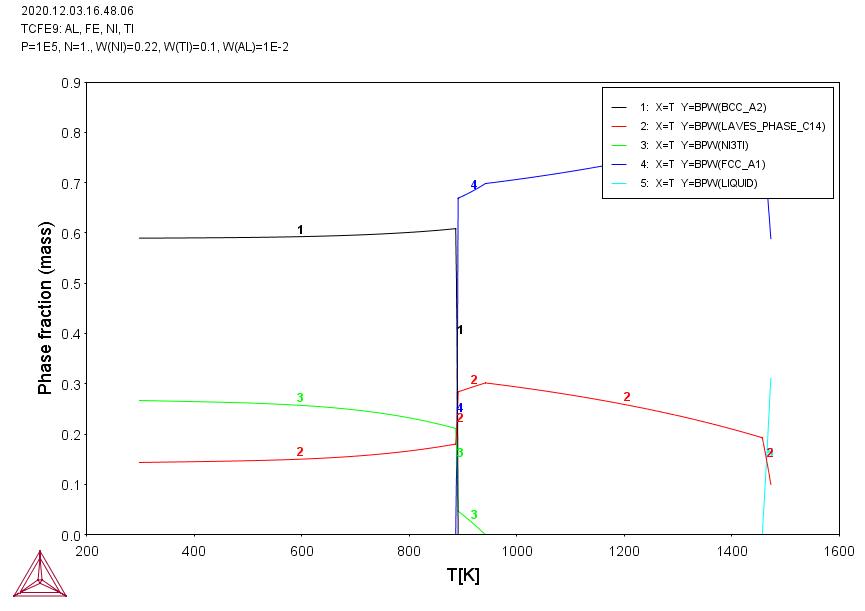 2020.12.03.16.48.06
TCFE9: AL, FE, NI, TI
P=1E5, N=1., W(NI)=0.22, W(TI)=0.1, W(AL)=1E-2
1: X=T Y=BPW(BCC_A2)
2: X=T Y=BPW(LAVES_PHASE_C14)
3: X=T Y=BPW(NI3TI)
4: X=T Y=BPW(FCC_A1)
5: X=T Y=BPW(LIQUID)
Phase fraction (mass)
0.9
0.8
0.7
0.6
0.5
0.4
0.3
0.2
0.1
0.0
4
1
1
2
2
3
4
2
2
3
2
3
200 400 600 800 1000 1200 1400 1600
T[K]